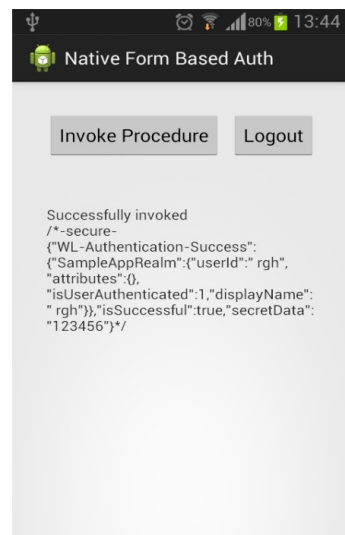 80% 13:44
Native Form Based Auth
Invoke Procedure Logout
Successfully invoked
/*-secure-
{"WL-Authentication-Success":
{"SampleAppRealm":{"userId":" rgh",
"attributes":{},
"isUserAuthenticated":1,"displayName":
" rgh"}},"isSuccessful":true,"secretData":
"123456"}*/